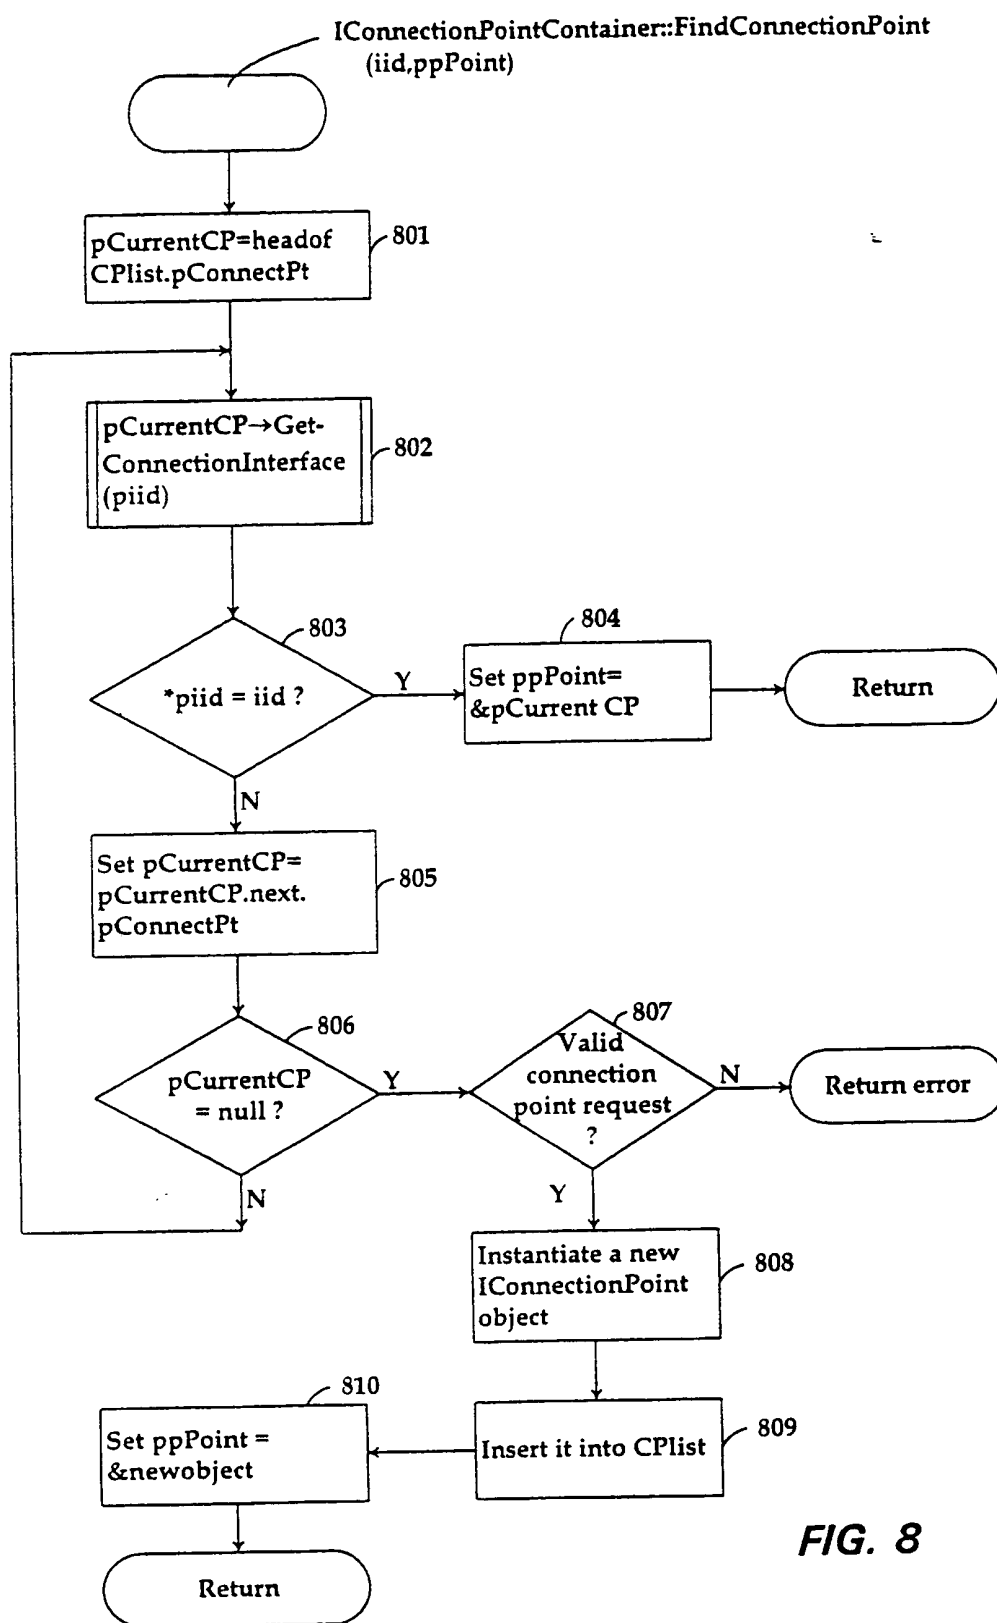 IConnectionPointContainer::FindConnectionPoint
(iid,ppPoint)
pCurrentCP=headof
CPlist.pConnectPt
801
pCurrentCP→Get-
ConnectionInterface
(piid)
802
*piid = iid ?
803
Y
N
804
Set ppPoint=
&pCurrent CP
Return
Set pCurrentCP=
pCurrentCP.next.
pConnectPt
805
806
pCurrentCP
= null ?
Y
N
807
Valid
connection
point request
?
N
Y
Return error
Instantiate a new
IConnectionPoint
object
808
Insert it into CPlist
809
810
Set ppPoint =
&newobject
Return
FIG. 8